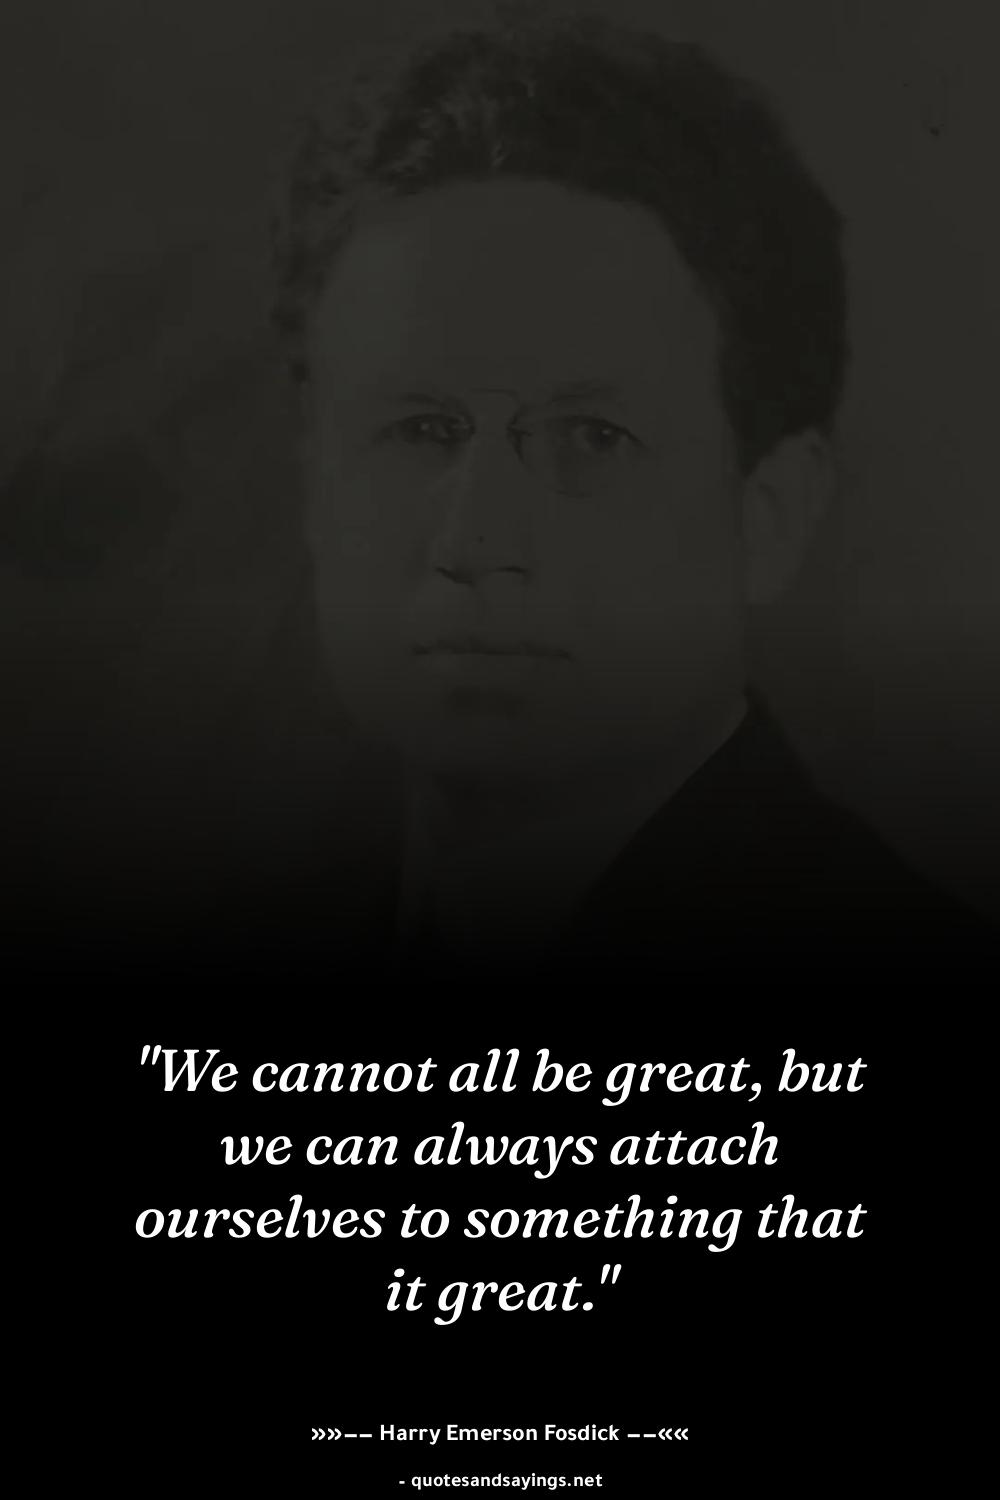 "We cannot all be great, but
we can always attach
ourselves to something that
it great."
»»–– Harry Emerson Fosdick ––««
- quotesandsayings.net